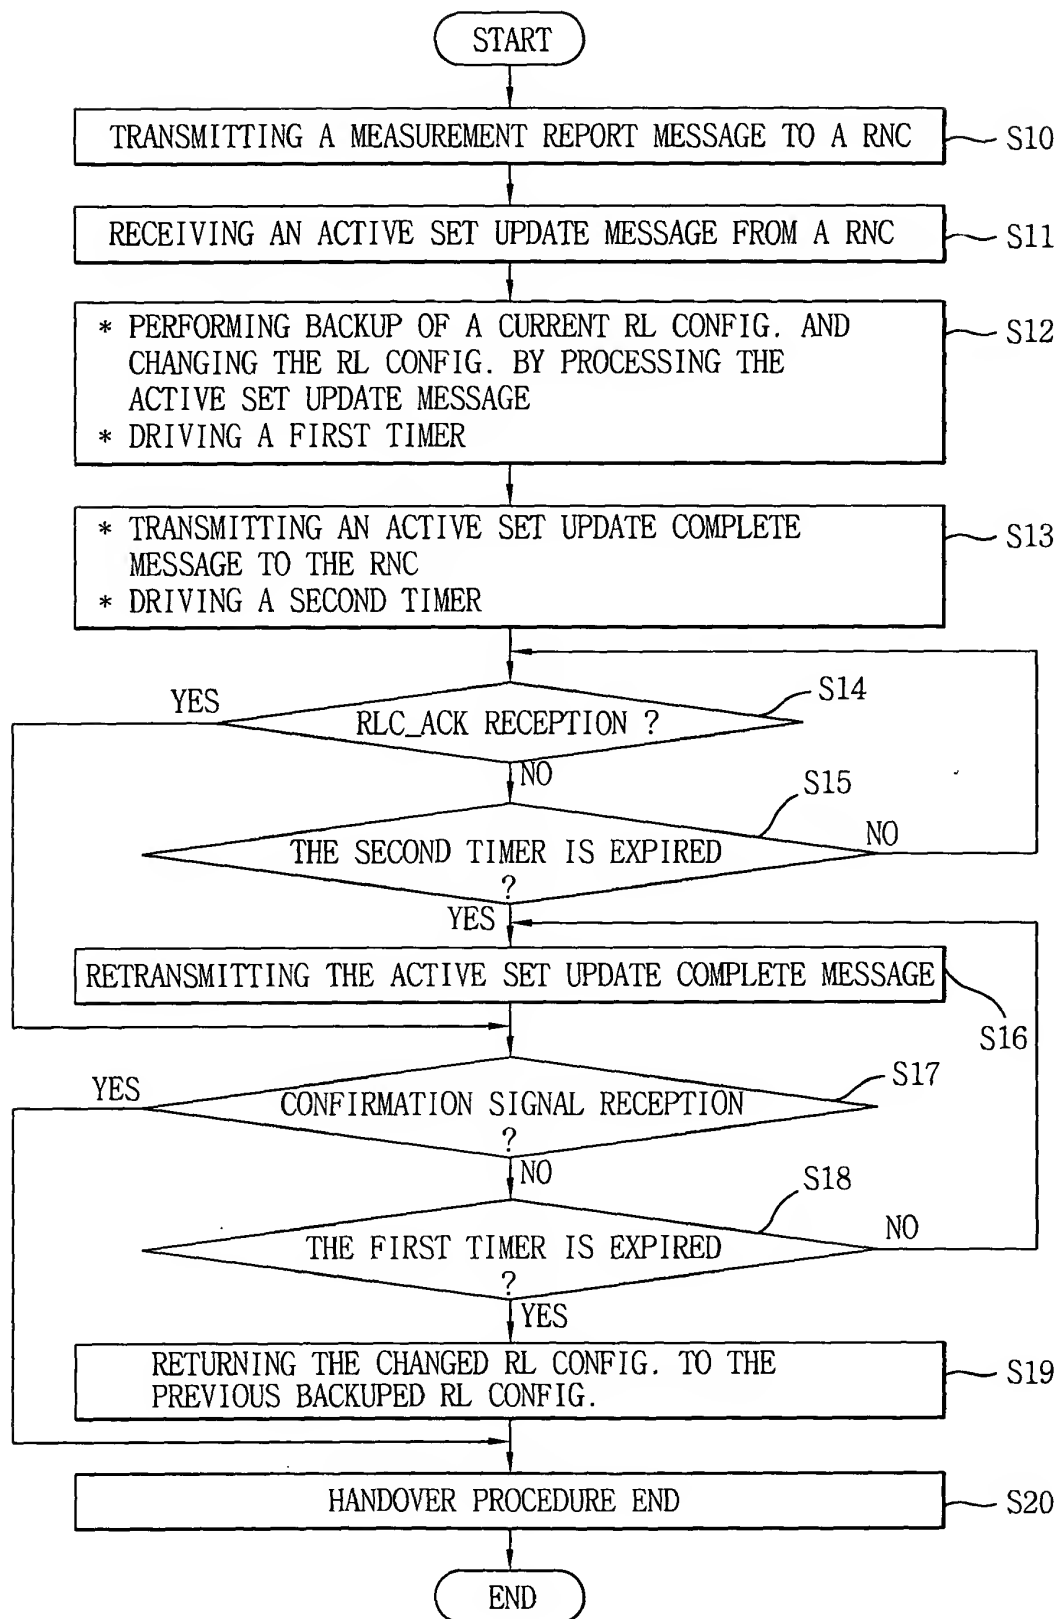 START
TRANSMITTING A MEASUREMENT REPORT MESSAGE TO A RNC
S10
RECEIVING AN ACTIVE SET UPDATE MESSAGE FROM A RNC
S11
* PERFORMING BACKUP OF A CURRENT RL CONFIG. AND
CHANGING THE RL CONFIG. BY PROCESSING THE
ACTIVE SET UPDATE MESSAGE
* DRIVING A FIRST TIMER
S12
* TRANSMITTING AN ACTIVE SET UPDATE COMPLETE
MESSAGE TO THE RNC
* DRIVING A SECOND TIMER
S13
YES
RLC_ACK RECEPTION ?
S14
NO
S15
THE SECOND TIMER IS EXPIRED
?
NO
YES
RETRANSMITTING THE ACTIVE SET UPDATE COMPLETE MESSAGE
S16
YES
CONFIRMATION SIGNAL RECEPTION
?
S17
NO
S18
THE FIRST TIMER IS EXPIRED
?
NO
YES
RETURNING THE CHANGED RL CONFIG. TO THE
PREVIOUS BACKUPED RL CONFIG.
S19
HANDOVER PROCEDURE END
S20
END